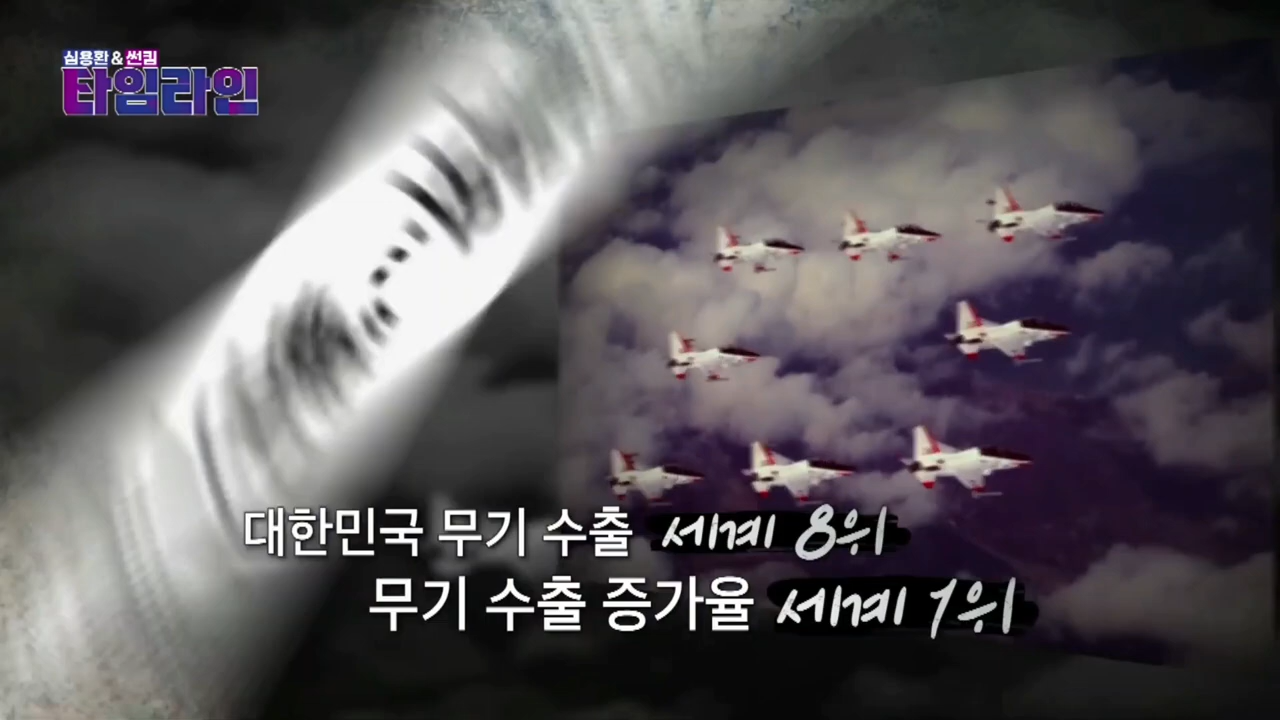 심용환&썬킴
타임라인
대한민국 무기 수출 세계 8위
무기 수출 증가율 세계 1위